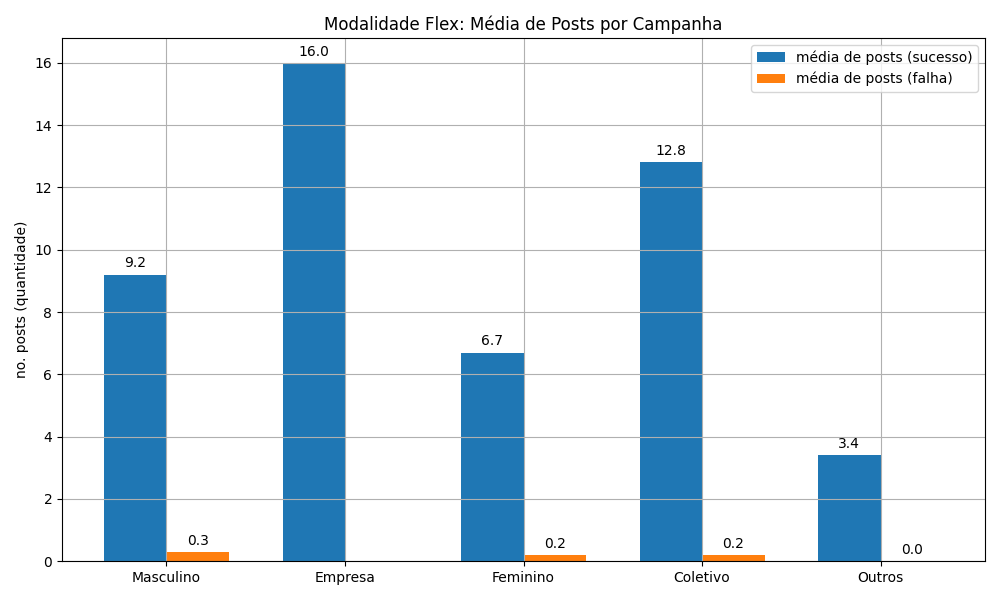 Modalidade Flex: Média de Posts por Campanha
média de posts (sucesso)
média de posts (falha)
no. posts (quantidade)
16
14
12
10
8
6
4
2
0
9.2
0.3
16.0
6.7
0.2
12.8
0.2
3.4
0.0
Masculino
Empresa
Feminino
Coletivo
Outros